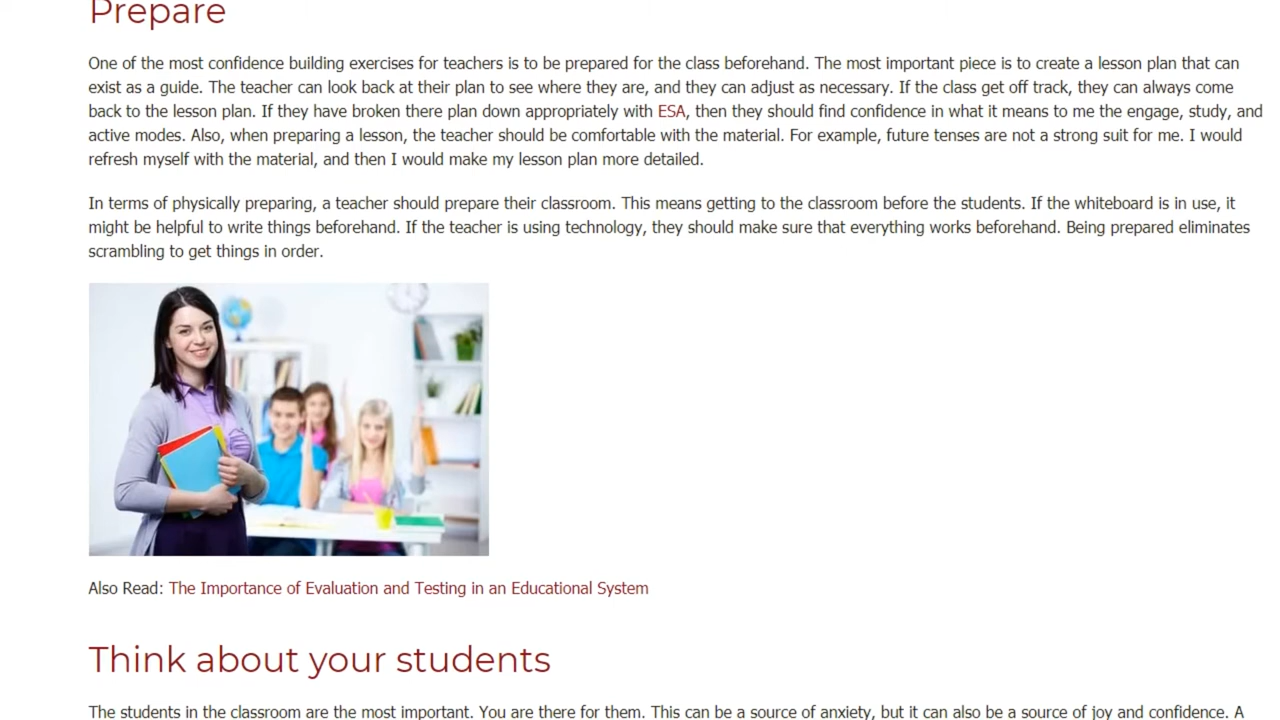 Prepare
One of the most confidence building exercises for teachers is to be prepared for the class beforehand. The most important piece is to create a lesson plan that can
exist as a guide. The teacher can look back at their plan to see where they are, and they can adjust as necessary. If the class get off track, they can always come
back to the lesson plan. If they have broken there plan down appropriately with ESA, then they should find confidence in what it means to me the engage, study, and
active modes. Also, when preparing a lesson, the teacher should be comfortable with the material. For example, future tenses are not a strong suit for me. I would
refresh myself with the material, and then I would make my lesson plan more detailed.
In terms of physically preparing, a teacher should prepare their classroom. This means getting to the classroom before the students. If the whiteboard is in use, it
might be helpful to write things beforehand. If the teacher is using technology, they should make sure that everything works beforehand. Being prepared eliminates
scrambling to get things in order.
Also Read: The Importance of Evaluation and Testing in an Educational System
Think about your students
The students in the classroom are the most important. You are there for them. This can be a source of anxiety, but it can also be a source of joy and confidence. A